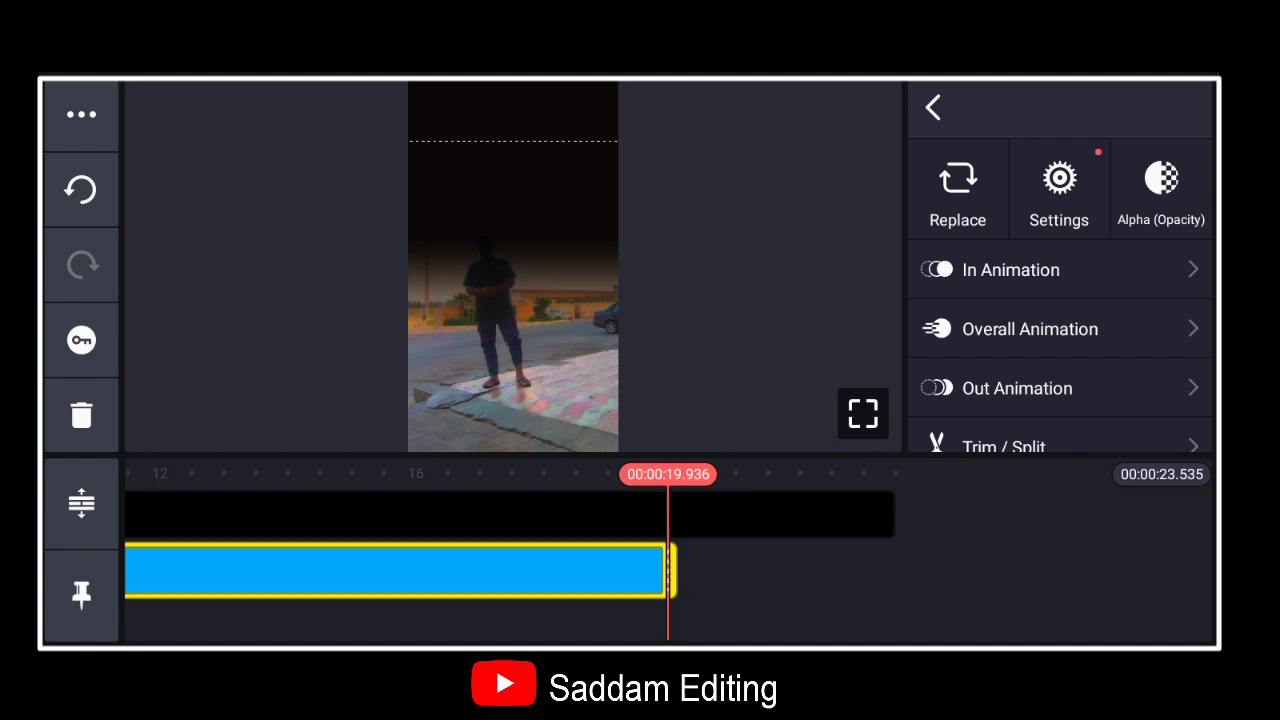 Replace
Settings
Alpha (Opacity)
In Animation
Overall Animation
Out Animation
Trim / Split
12
16
00:00:19.936
00:00:23.535
Saddam Editing